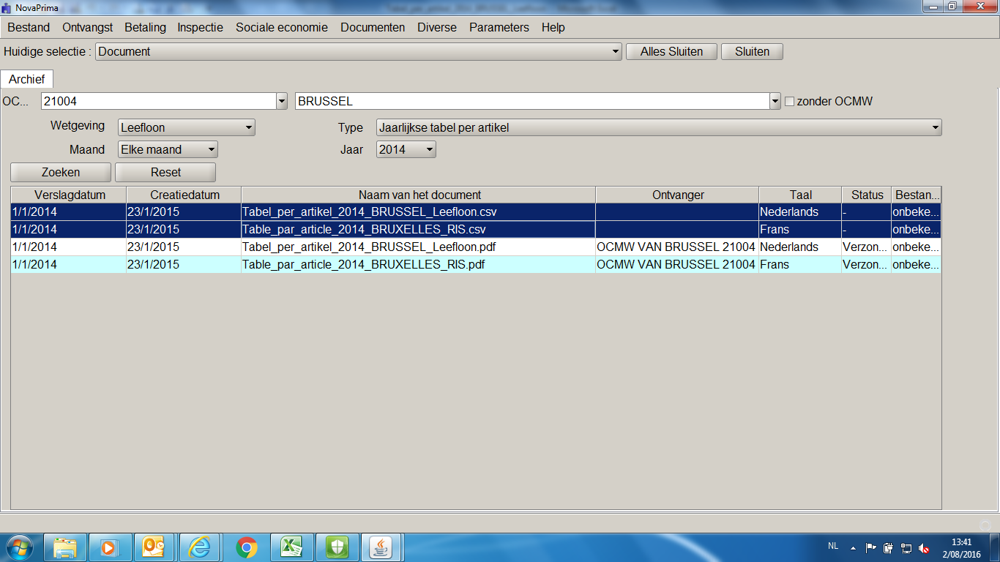 NovaPrima
Bestand Ontvangst Betaling Inspectie Sociale economie Documenten Diverse Parameters Help
Huidige selectie : Document Alles Sluiten Sluiten
Archief
OC... 21004 BRUSSEL zonder OCMW
Wetgeving Leefloon Type Jaarlijkse tabel per artikel
Maand Elke maand Jaar 2014
Zoeken Reset
Verslagdatum Creatiedatum Naam van het document Ontvanger Taal Status Bestan...
1/1/2014 23/1/2015 Tabel_per_artikel_2014_BRUSSEL_Leefloon.csv Nederlands - onbeke...
1/1/2014 23/1/2015 Table_par_article_2014_BRUXELLES_RIS.csv Frans - onbeke...
1/1/2014 23/1/2015 Tabel_per_artikel_2014_BRUSSEL_Leefloon.pdf OCMW VAN BRUSSEL 21004 Nederlands Verzon... onbeke...
1/1/2014 23/1/2015 Table_par_article_2014_BRUXELLES_RIS.pdf OCMW VAN BRUSSEL 21004 Frans Verzon... onbeke...
NL 13:41
2/08/2016